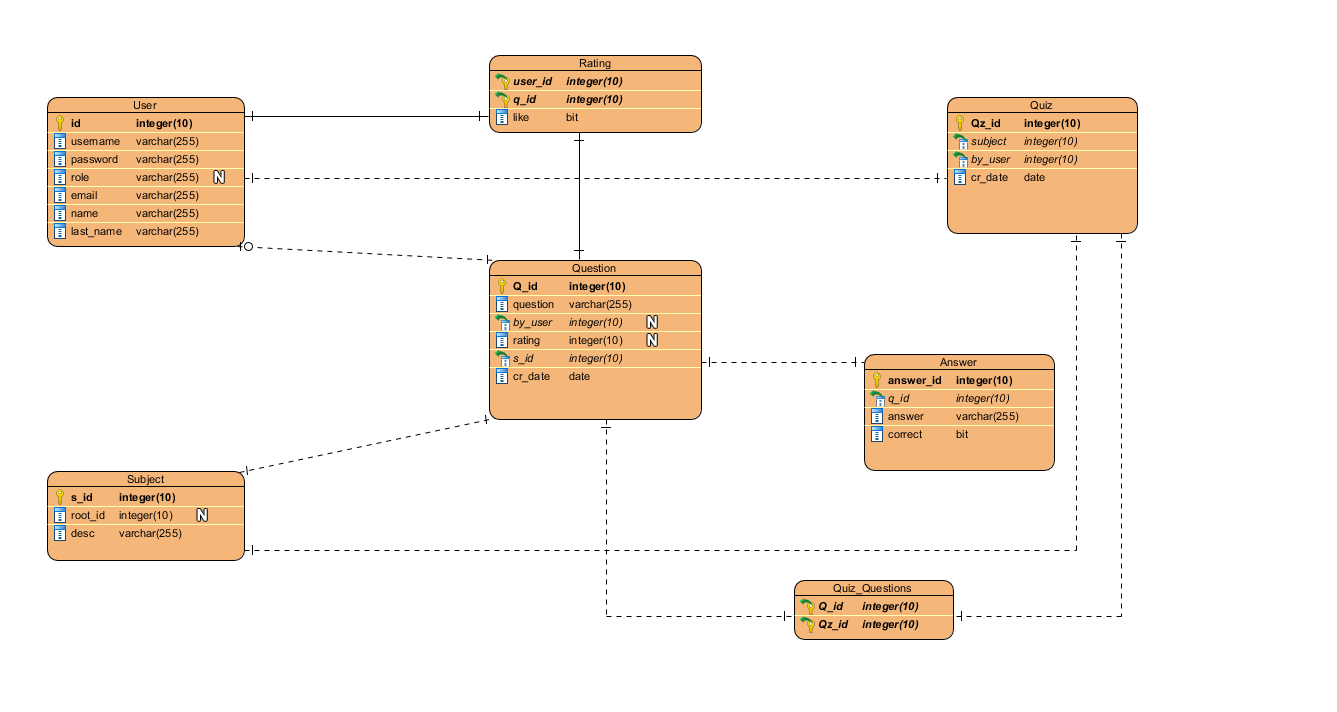 Rating
user_id integer(10)
q_id integer(10)
like bit
User
id integer(10)
username varchar(255)
password varchar(255)
role varchar(255) N
email varchar(255)
name varchar(255)
last_name varchar(255)
Quiz
Qz_id integer(10)
subject integer(10)
by_user integer(10)
cr_date date
Question
Q_id integer(10)
question varchar(255)
by_user integer(10) N
rating integer(10) N
s_id integer(10)
cr_date date
Answer
answer_id integer(10)
q_id integer(10)
answer varchar(255)
correct bit
Subject
s_id integer(10)
root_id integer(10) N
desc varchar(255)
Quiz_Questions
Q_id integer(10)
Qz_id integer(10)